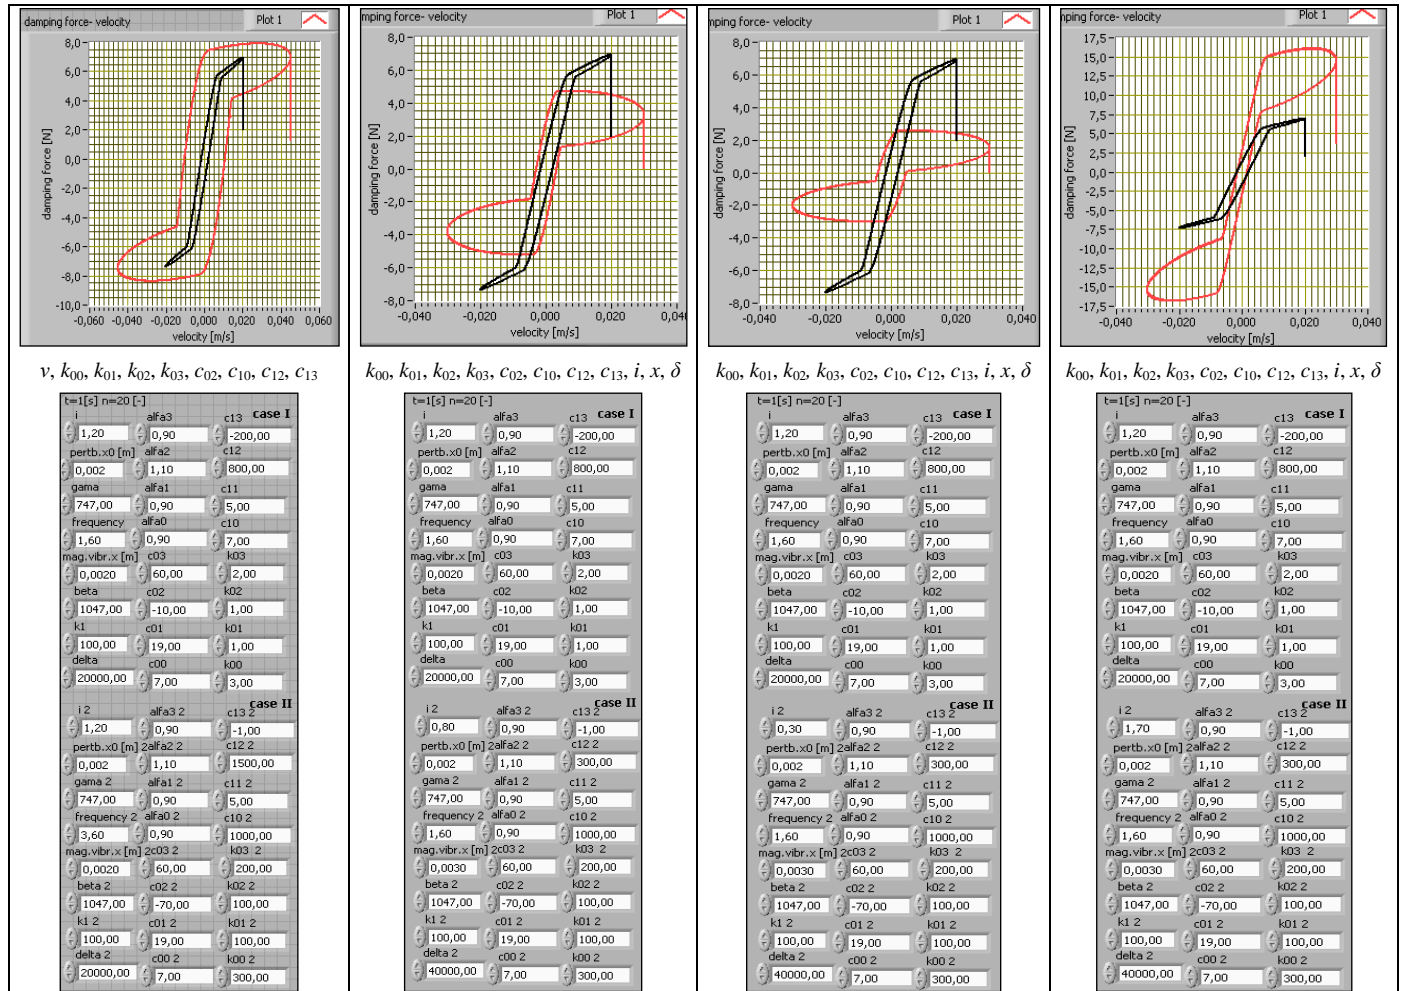 damping force- velocity Plot 1
8,0
6,0
4,0
2,0
0,0
-2,0
-4,0
-6,0
-8,0
-10,0
damping force [N]
-0,060 -0,040 -0,020 0,000 0,020 0,040 0,060
velocity [m/s]
v, k00, k01, k02, k03, c02, c10, c12, c13
t=1[s] n=20 [-]
case I
i alfa3 c13
1,20 0,90 -200,00
pertb.x0 [m] alfa2 c12
0,002 1,10 800,00
gama alfa1 c11
747,00 0,90 5,00
frequency alfa0 c10
1,60 0,90 7,00
mag.vibr.x [m] c03 k03
0,0020 60,00 2,00
beta c02 k02
1047,00 -10,00 1,00
k1 c01 k01
100,00 19,00 1,00
delta c00 k00
20000,00 7,00 3,00
case II
i 2 alfa3 2 c13 2
1,20 0,90 -1,00
pertb.x0 [m] 2 alfa2 2 c12 2
0,002 1,10 1500,00
gama 2 alfa1 2 c11 2
747,00 0,90 5,00
frequency 2 alfa0 2 c10 2
3,60 0,90 1000,00
mag.vibr.x [m] 2 c03 2 k03 2
0,0020 60,00 200,00
beta 2 c02 2 k02 2
1047,00 -70,00 100,00
k1 2 c01 2 k01 2
100,00 19,00 100,00
delta 2 c00 2 k00 2
20000,00 7,00 300,00
mping force- velocity Plot 1
8,0
6,0
4,0
2,0
0,0
-2,0
-4,0
-6,0
-8,0
damping force [N]
-0,040 -0,020 0,000 0,020 0,040
velocity [m/s]
k00, k01, k02, k03, c02, c10, c12, c13, i, x, δ
t=1[s] n=20 [-]
case I
i alfa3 c13
1,20 0,90 -200,00
pertb.x0 [m] alfa2 c12
0,002 1,10 800,00
gama alfa1 c11
747,00 0,90 5,00
frequency alfa0 c10
1,60 0,90 7,00
mag.vibr.x [m] c03 k03
0,0020 60,00 2,00
beta c02 k02
1047,00 -10,00 1,00
k1 c01 k01
100,00 19,00 1,00
delta c00 k00
20000,00 7,00 3,00
case II
i 2 alfa3 2 c13 2
0,80 0,90 -1,00
pertb.x0 [m] 2 alfa2 2 c12 2
0,002 1,10 300,00
gama 2 alfa1 2 c11 2
747,00 0,90 5,00
frequency 2 alfa0 2 c10 2
1,60 0,90 1000,00
mag.vibr.x [m] 2 c03 2 k03 2
0,0030 60,00 200,00
beta 2 c02 2 k02 2
1047,00 -70,00 100,00
k1 2 c01 2 k01 2
100,00 19,00 100,00
delta 2 c00 2 k00 2
40000,00 7,00 300,00
mping force- velocity Plot 1
8,0
6,0
4,0
2,0
0,0
-2,0
-4,0
-6,0
-8,0
damping force [N]
-0,040 -0,020 0,000 0,020 0,040
velocity [m/s]
k00, k01, k02, k03, c02, c10, c12, c13, i, x, δ
t=1[s] n=20 [-]
case I
i alfa3 c13
1,20 0,90 -200,00
pertb.x0 [m] alfa2 c12
0,002 1,10 800,00
gama alfa1 c11
747,00 0,90 5,00
frequency alfa0 c10
1,60 0,90 7,00
mag.vibr.x [m] c03 k03
0,0020 60,00 2,00
beta c02 k02
1047,00 -10,00 1,00
k1 c01 k01
100,00 19,00 1,00
delta c00 k00
20000,00 7,00 3,00
case II
i 2 alfa3 2 c13 2
0,30 0,90 -1,00
pertb.x0 [m] 2 alfa2 2 c12 2
0,002 1,10 300,00
gama 2 alfa1 2 c11 2
747,00 0,90 5,00
frequency 2 alfa0 2 c10 2
1,60 0,90 1000,00
mag.vibr.x [m] 2 c03 2 k03 2
0,0030 60,00 200,00
beta 2 c02 2 k02 2
1047,00 -70,00 100,00
k1 2 c01 2 k01 2
100,00 19,00 100,00
delta 2 c00 2 k00 2
40000,00 7,00 300,00
mping force- velocity Plot 1
17,5
15,0
12,5
10,0
7,5
5,0
2,5
0,0
-2,5
-5,0
-7,5
-10,0
-12,5
-15,0
-17,5
damping force [N]
-0,040 -0,020 0,000 0,020 0,040
velocity [m/s]
k00, k01, k02, k03, c02, c10, c12, c13, i, x, δ
t=1[s] n=20 [-]
case I
i alfa3 c13
1,20 0,90 -200,00
pertb.x0 [m] alfa2 c12
0,002 1,10 800,00
gama alfa1 c11
747,00 0,90 5,00
frequency alfa0 c10
1,60 0,90 7,00
mag.vibr.x [m] c03 k03
0,0020 60,00 2,00
beta c02 k02
1047,00 -10,00 1,00
k1 c01 k01
100,00 19,00 1,00
delta c00 k00
20000,00 7,00 3,00
case II
i 2 alfa3 2 c13 2
1,70 0,90 -1,00
pertb.x0 [m] 2 alfa2 2 c12 2
0,002 1,10 300,00
gama 2 alfa1 2 c11 2
747,00 0,90 5,00
frequency 2 alfa0 2 c10 2
1,60 0,90 1000,00
mag.vibr.x [m] 2 c03 2 k03 2
0,0030 60,00 200,00
beta 2 c02 2 k02 2
1047,00 -70,00 100,00
k1 2 c01 2 k01 2
100,00 19,00 100,00
delta 2 c00 2 k00 2
40000,00 7,00 300,00